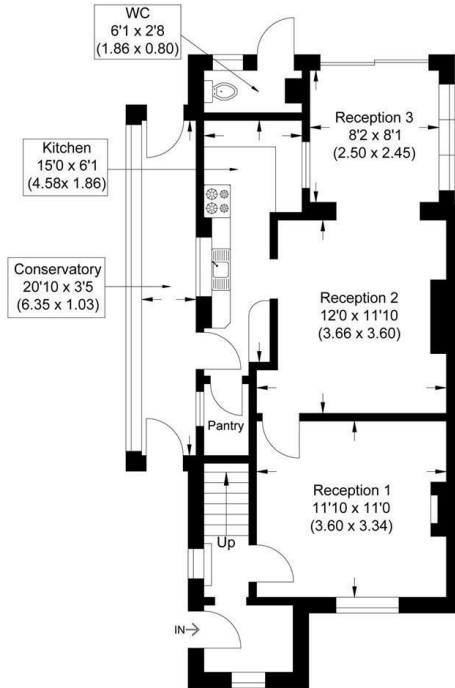 WC
6'1 x 2'8
(1.86 x 0.80)
Kitchen
15'0 x 6'1
(4.58x 1.86)
Reception 3
8'2 x 8'1
(2.50 x 2.45)
Conservatory
20'10 x 3'5
(6.35 x 1.03)
Reception 2
12'0 x 11'10
(3.66 x 3.60)
Pantry
Reception 1
11'10 x 11'0
(3.60 x 3.34)
Up
IN